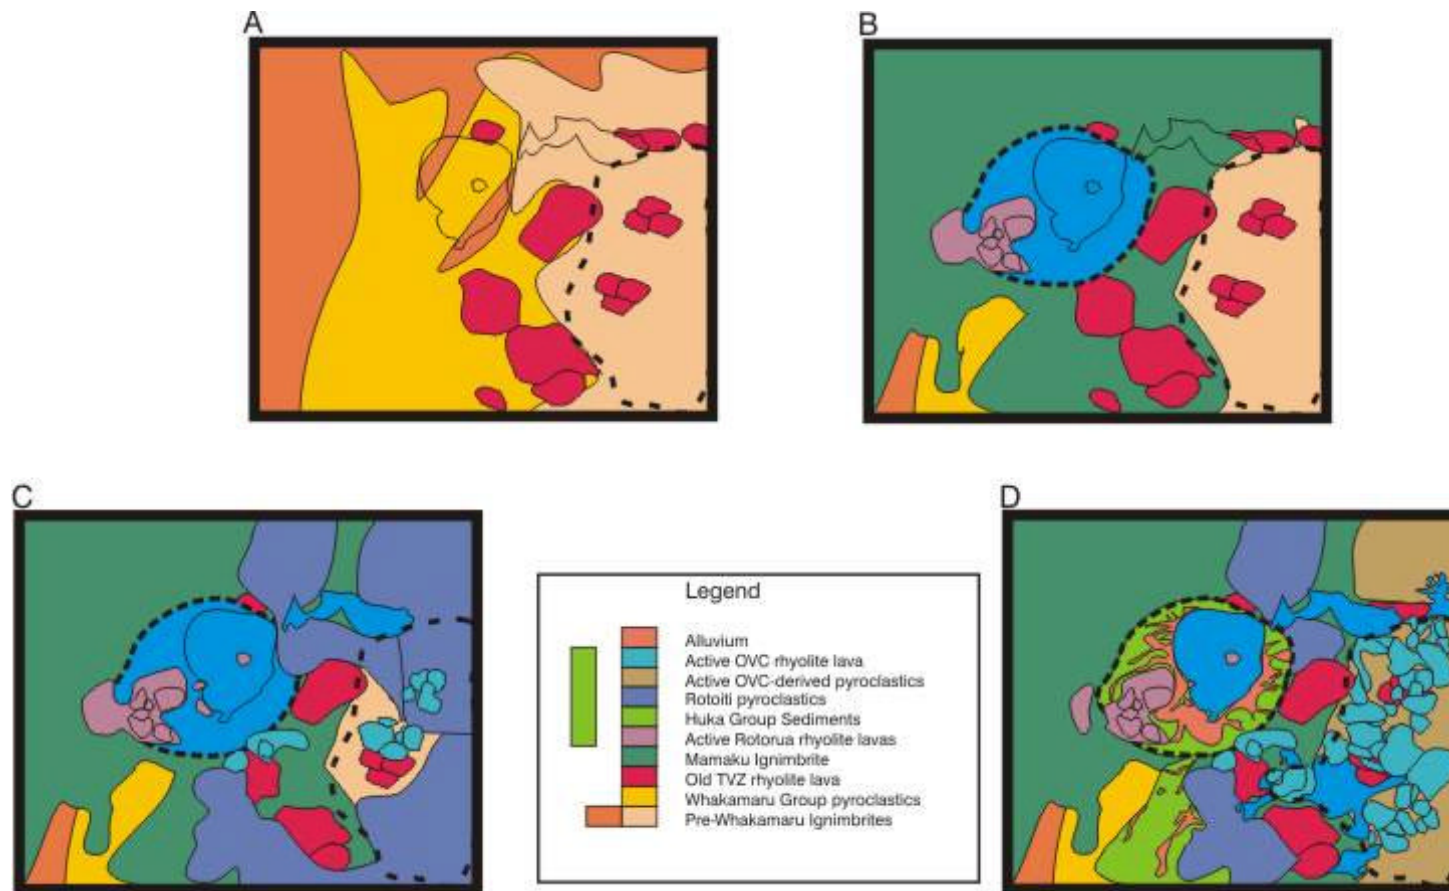 A
B
C
D
Legend
Alluvium
Active OVC rhyolite lava
Active OVC-derived pyroclastics
Rotoiti pyroclastics
Huka Group Sediments
Active Rotorua rhyolite lavas
Mamaku Ignimbrite
Old TVZ rhyolite lava
Whakamaru Group pyroclastics
Pre-Whakamaru Ignimbrites